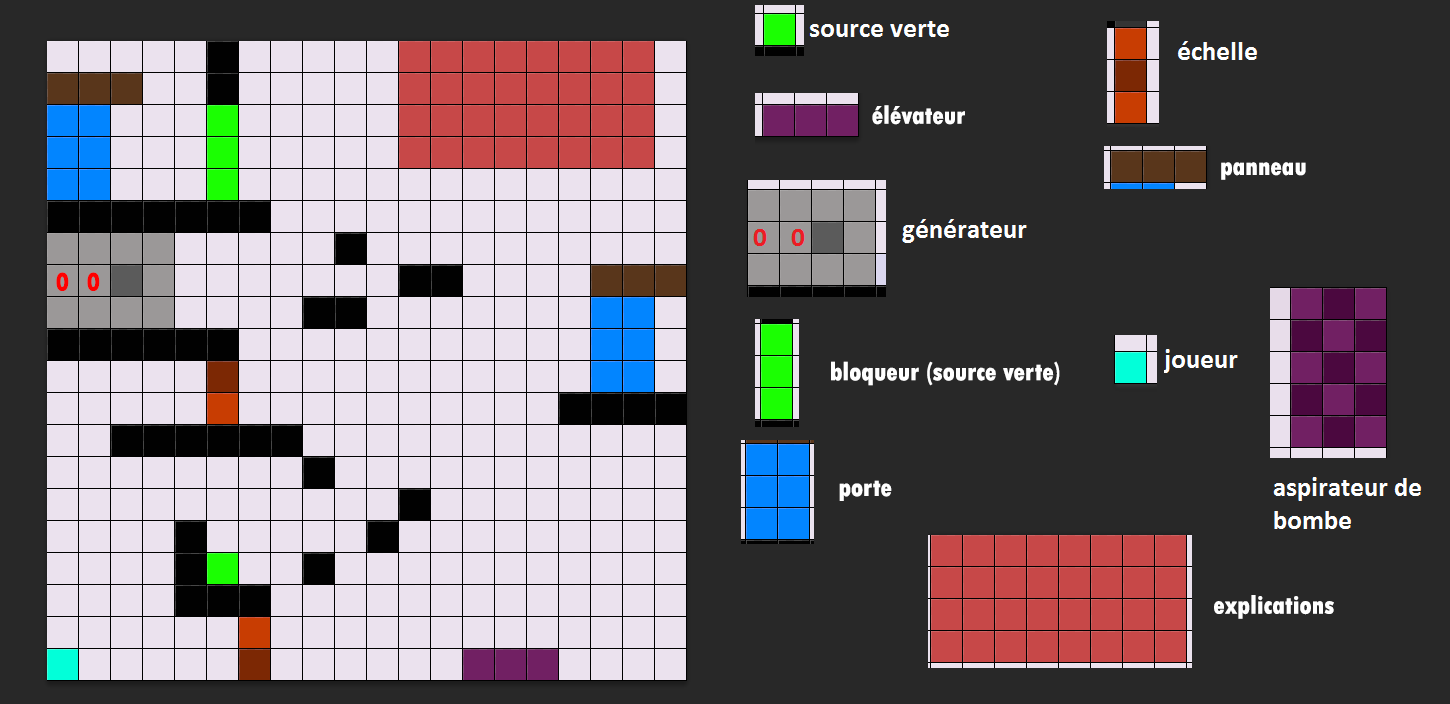 source verte
échelle
élévateur
panneau
0 0
générateur
0 0
joueur
bloqueur (source verte)
porte
aspirateur de
bombe
explications